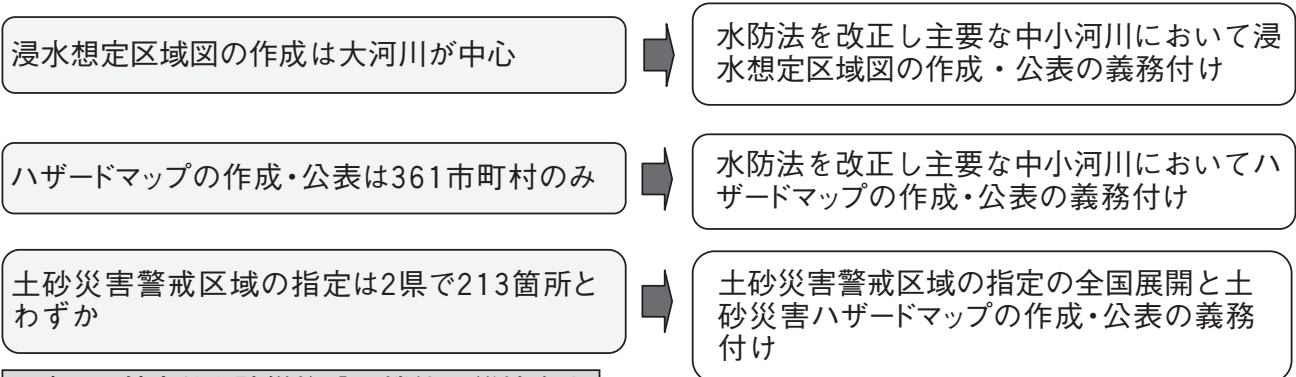 浸水想定区域図の作成は大河川が中心
水防法を改正し主要な中小河川において浸
水想定区域図の作成・公表の義務付け
ハザードマップの作成・公表は361市町村のみ
水防法を改正し主要な中小河川においてハ
ザードマップの作成・公表の義務付け
土砂災害警戒区域の指定は2県で213箇所と
わずか
土砂災害警戒区域の指定の全国展開と土
砂災害ハザードマップの作成・公表の義務
付け